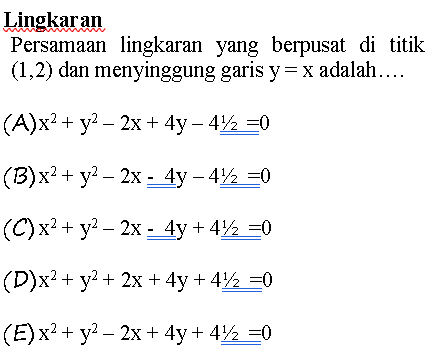 Lingkaran
Persamaan lingkaran yang berpusat di titik
(1,2) dan menyinggung garis y = x adalah….
(A)x² + y² – 2x + 4y – 4½ =0
(B)x² + y² – 2x - 4y – 4½ =0
(C)x² + y² – 2x - 4y + 4½ =0
(D)x² + y² + 2x + 4y + 4½ =0
(E)x² + y² – 2x + 4y + 4½ =0